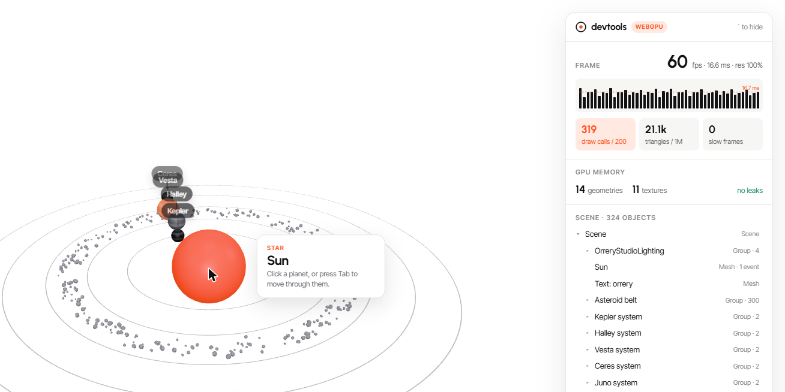 devtools WEBGPU ` to hide
FRAME 60 fps · 16.6 ms · res 100%
16.7 ms
319 21.1k 0
draw calls / 200 triangles / 1M slow frames
GPU MEMORY
14 geometries 11 textures no leaks
SCENE · 324 OBJECTS
Scene Scene
OrreryStudioLighting Group · 4
Sun Mesh · 1 event
Text: orrery Mesh
Asteroid belt Group · 300
Kepler system Group · 2
Halley system Group · 2
Vesta system Group · 2
Ceres system Group · 2
Juno system Group · 2
Vesta
Halley
Kepler
STAR
Sun
Click a planet, or press Tab to
move through them.